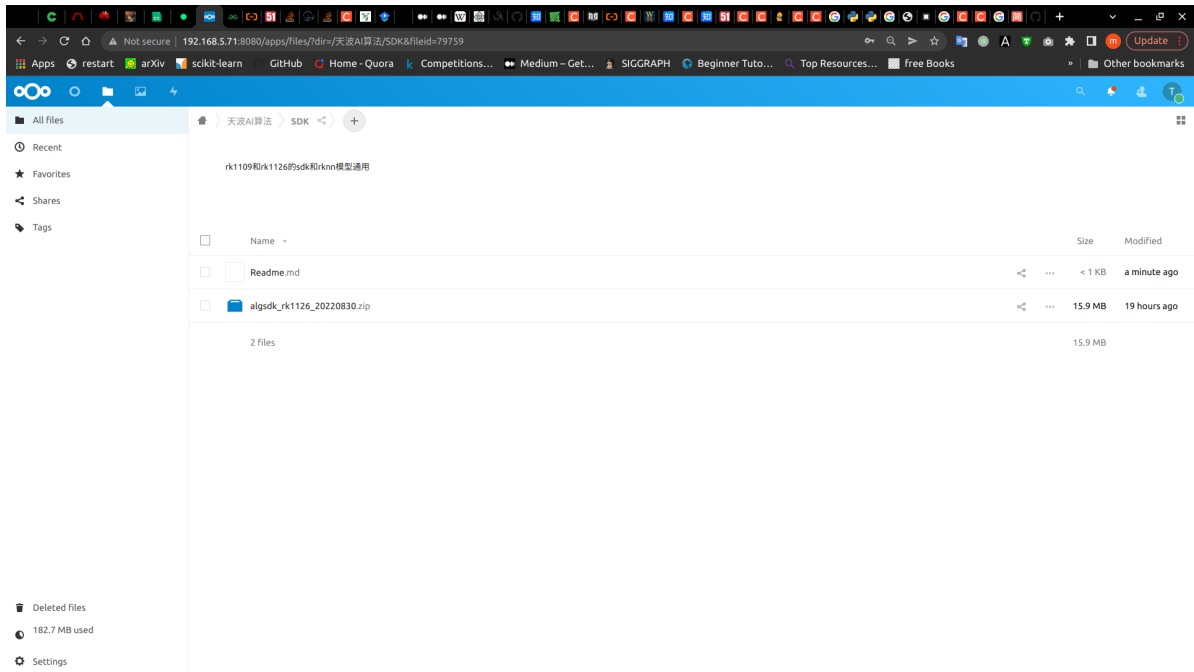 Not secure | 192.168.5.71:8080/apps/files/?dir=/天波AI算法/SDK&fileid=79759
Update
Apps restart arXiv scikit-learn GitHub Home - Quora Competitions... Medium – Get... SIGGRAPH Beginner Tuto... Top Resources... free Books » Other bookmarks
T
All files
天波AI算法 SDK +
Recent
Favorites
rk1109和rk1126的sdk和rknn模型通用
Shares
Tags
Name Size Modified
Readme.md < 1 KB a minute ago
algsdk_rk1126_20220830.zip 15.9 MB 19 hours ago
2 files 15.9 MB
Deleted files
182.7 MB used
Settings